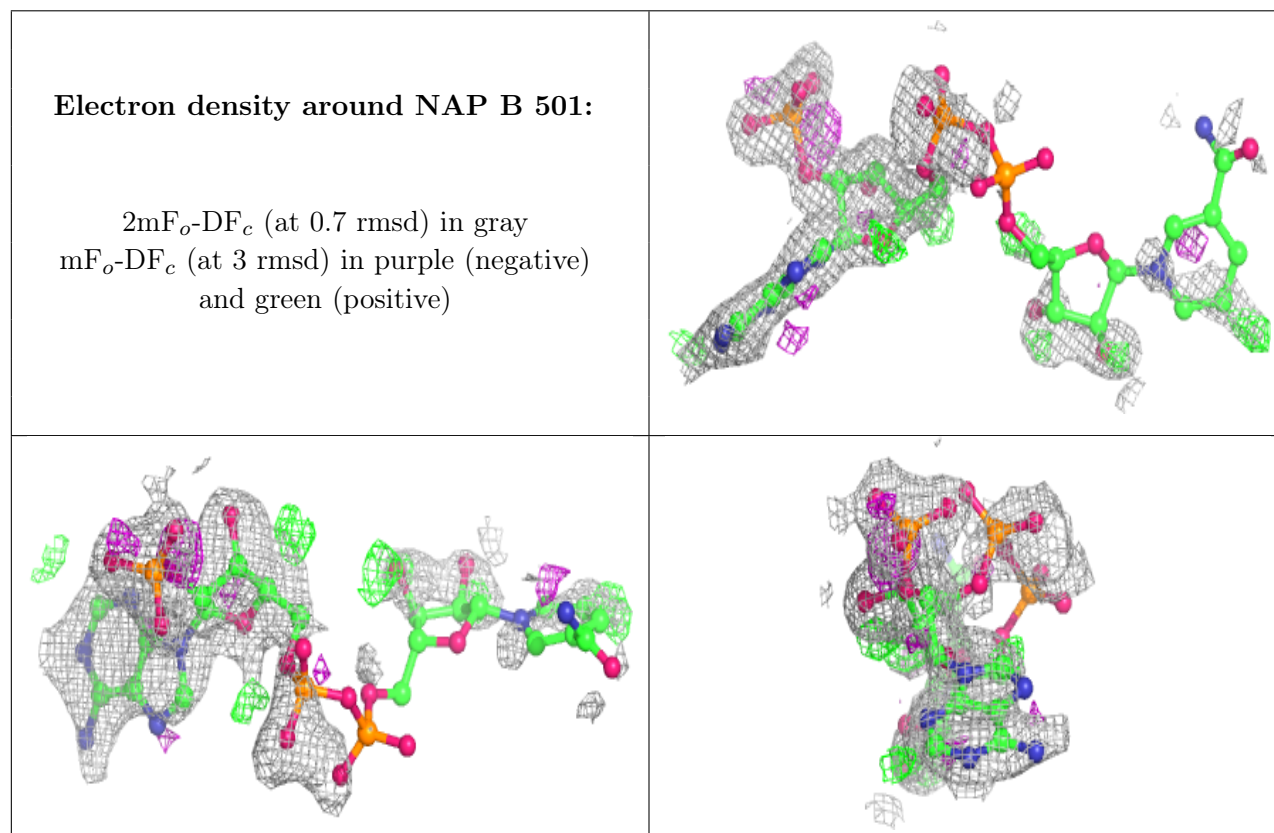 Electron density around NAP B 501:
2mFo-DFc (at 0.7 rmsd) in gray
mFo-DFc (at 3 rmsd) in purple (negative)
and green (positive)